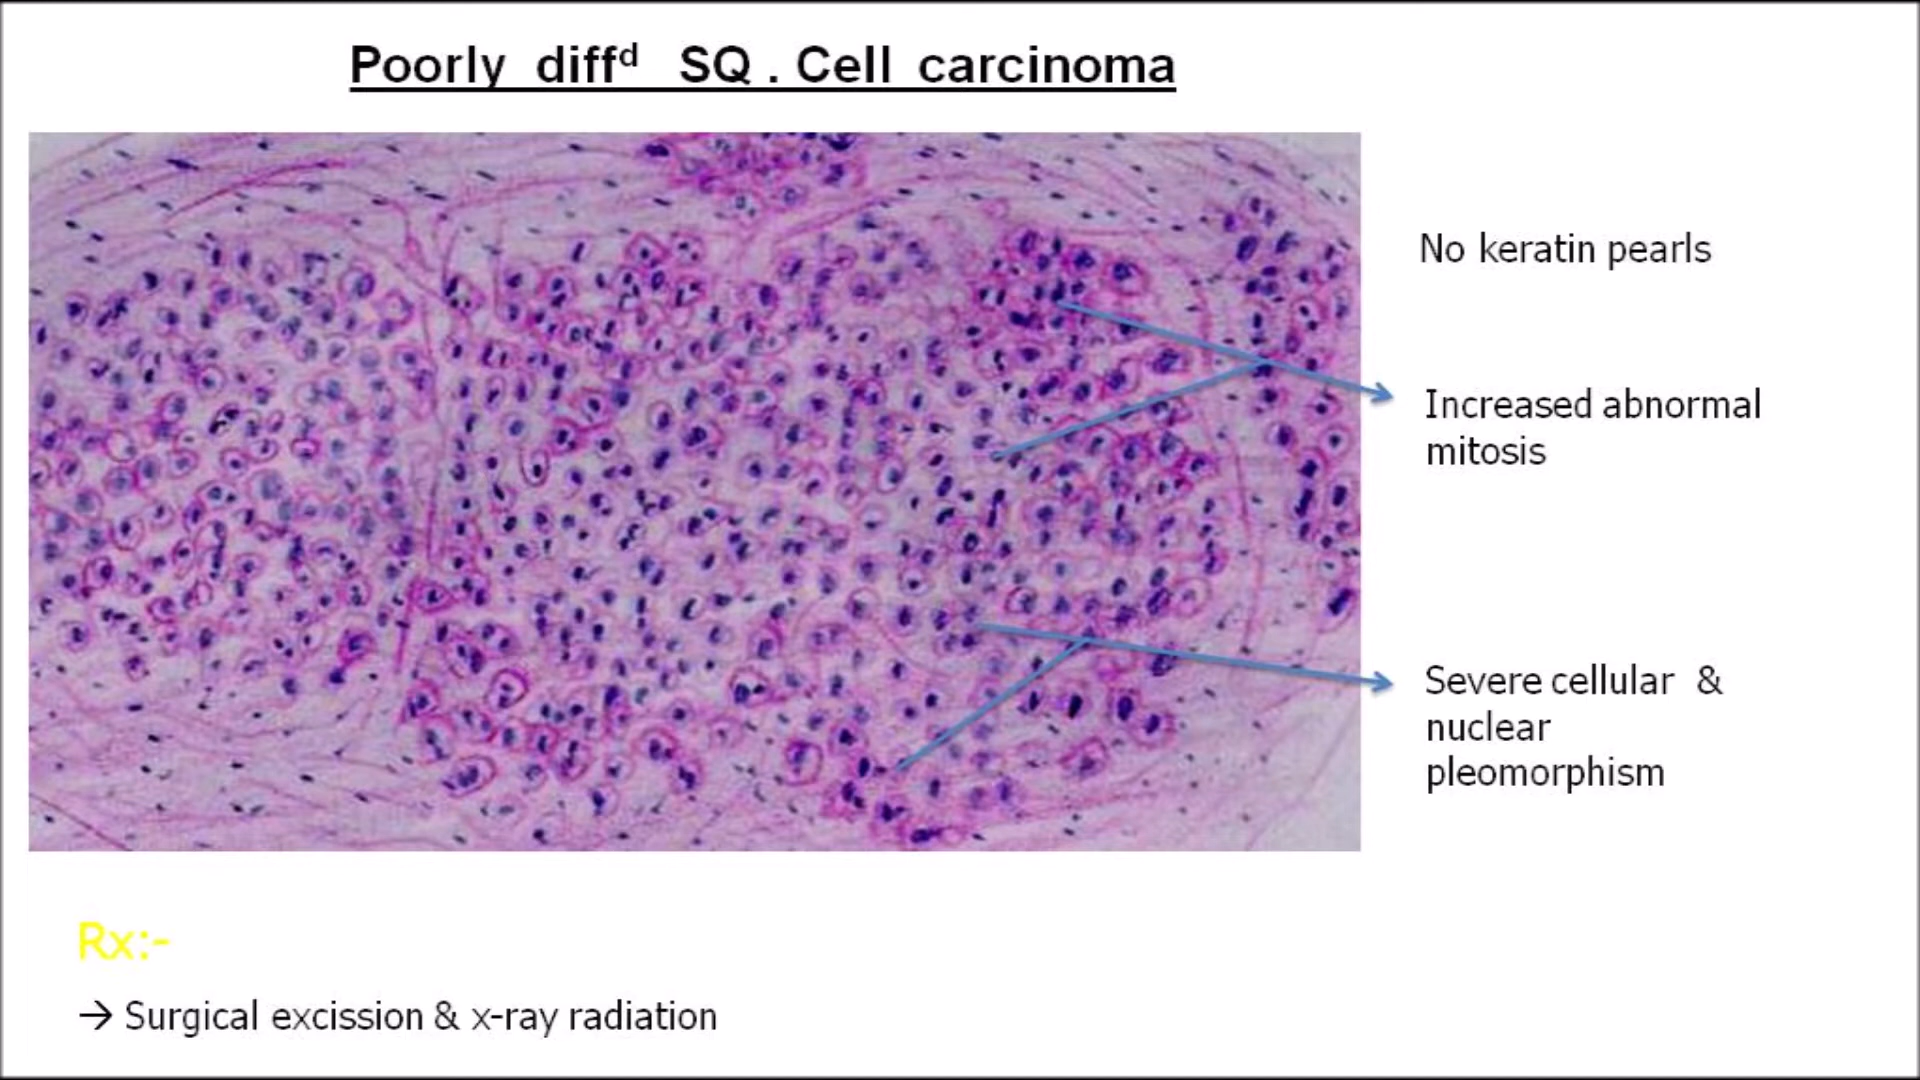 Poorly diffᵈ SQ . Cell carcinoma
No keratin pearls
Increased abnormal
mitosis
Severe cellular &
nuclear
pleomorphism
Rx:-
→ Surgical excission & x-ray radiation